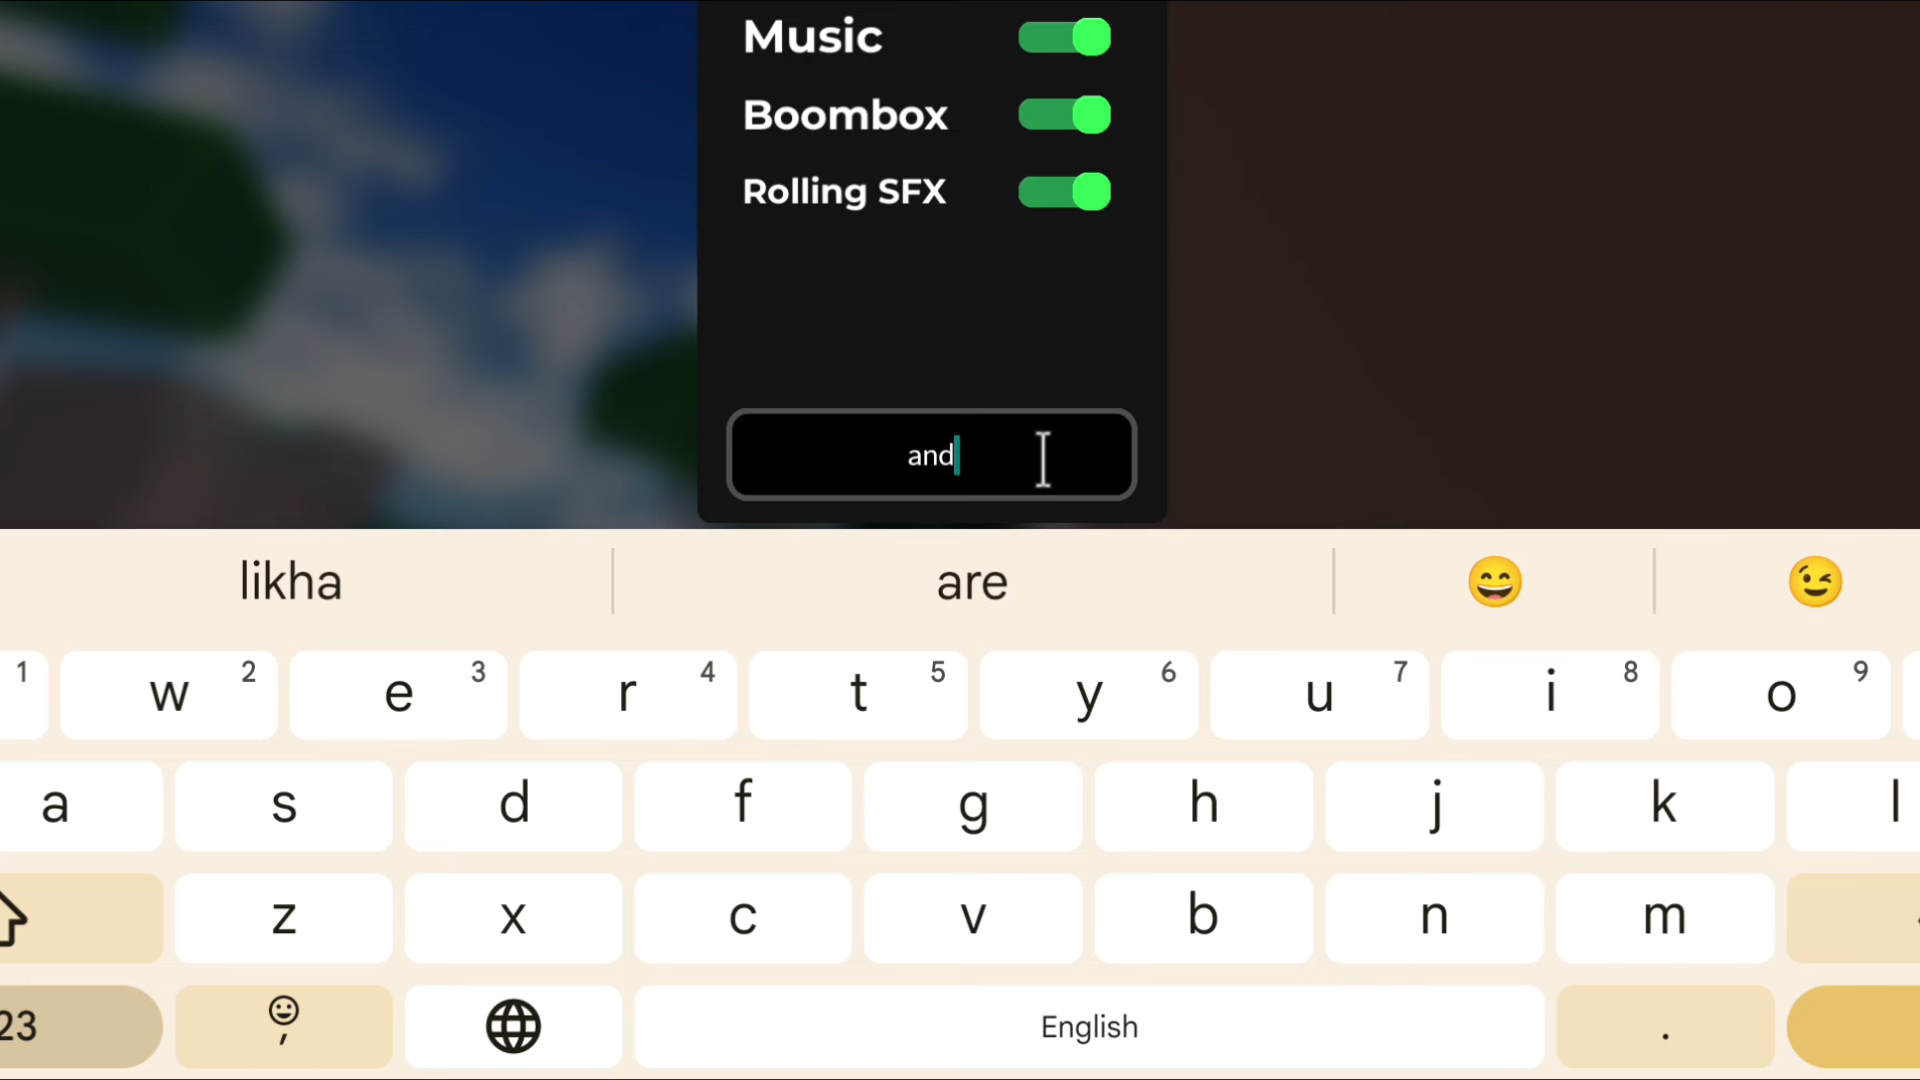 Music
Boombox
Rolling SFX
and
likha are 😄 😉
1 w 2 e 3 r 4 t 5 y 6 u 7 i 8 o 9
a s d f g h j k l
z x c v b n m
23 , English .